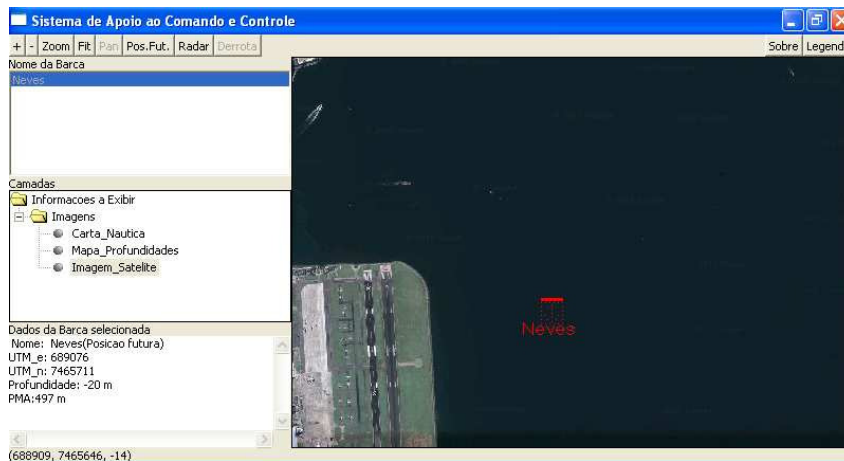 Sistema de Apoio ao Comando e Controle
+ - Zoom Fit Pan Pos.Fut. Radar Derrota Sobre Legend
Nome da Barca
Neves
Camadas
Informacoes a Exibir
Imagens
Carta_Nautica
Mapa_Profundidades
Imagem_Satelite
Dados da Barca selecionada
Nome: Neves(Posicao futura)
UTM_e: 689076
UTM_n: 7465711
Profundidade: -20 m
PMA:497 m
(688909, 7465646, -14)
Neves